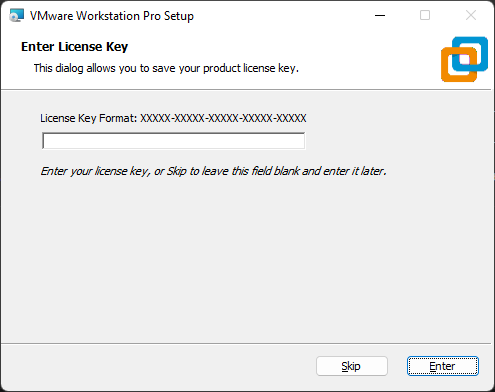 VMware Workstation Pro Setup
Enter License Key
This dialog allows you to save your product license key.
License Key Format: XXXXX-XXXXX-XXXXX-XXXXX-XXXXX
Enter your license key, or Skip to leave this field blank and enter it later.
Skip
Enter